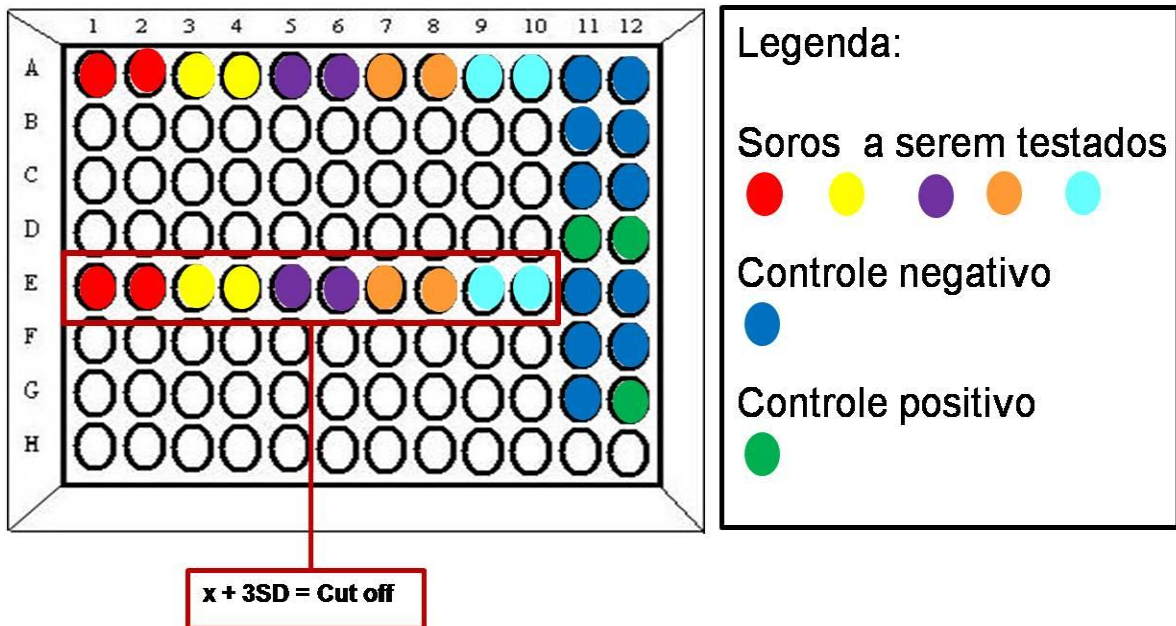 1 2 3 4 5 6 7 8 9 10 11 12
A
B
C
D
E
F
G
H
x + 3SD = Cut off
Legenda:
Soros a serem testados
Controle negativo
Controle positivo